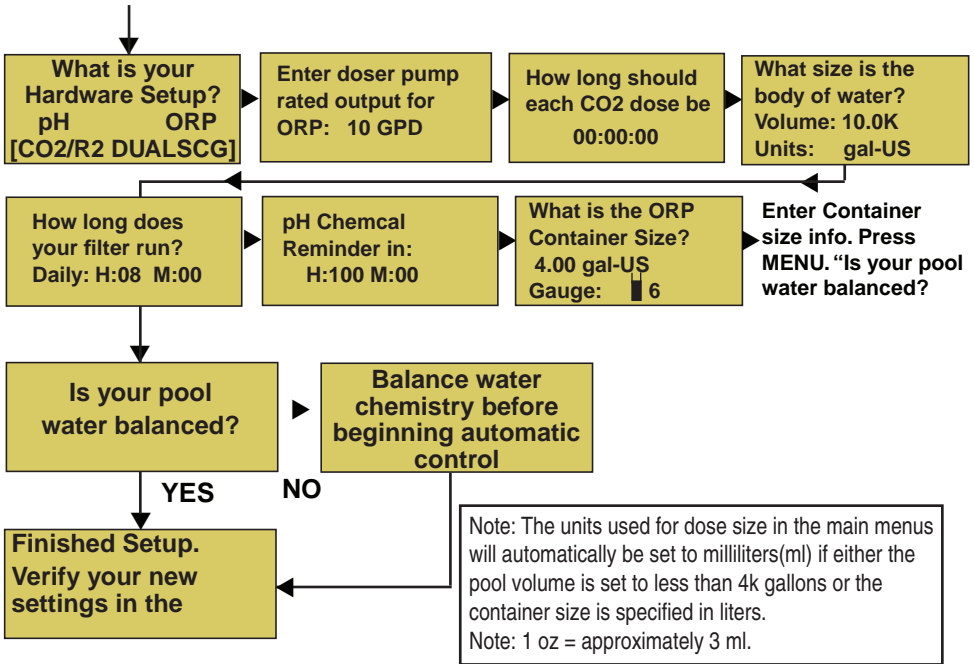 What is your
Hardware Setup?
pH ORP
[CO2/R2 DUALSCG]
Enter doser pump
rated output for
ORP: 10 GPD
How long should
each CO2 dose be
00:00:00
What size is the
body of water?
Volume: 10.0K
Units: gal-US
How long does
your filter run?
Daily: H:08 M:00
pH Chemcal
Reminder in:
H:100 M:00
What is the ORP
Container Size?
4.00 gal-US
Gauge: 6
Enter Container
size info. Press
MENU. “Is your pool
water balanced?
Is your pool
water balanced?
Balance water
chemistry before
beginning automatic
control
YES
NO
Finished Setup.
Verify your new
settings in the
Note: The units used for dose size in the main menus
will automatically be set to milliliters(ml) if either the
pool volume is set to less than 4k gallons or the
container size is specified in liters.
Note: 1 oz = approximately 3 ml.